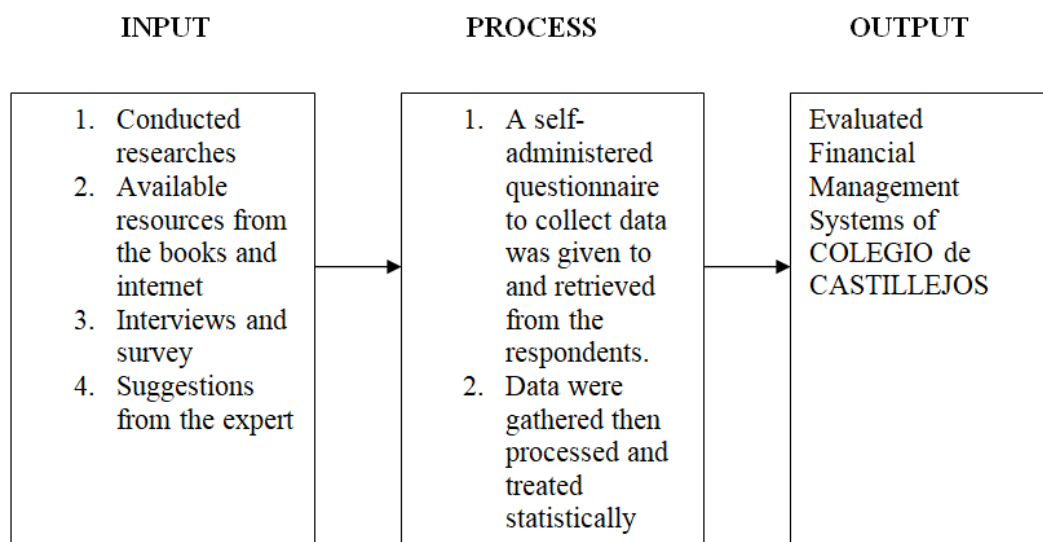 INPUT
PROCESS
OUTPUT
1. Conducted
researches
2. Available
resources from
the books and
internet
3. Interviews and
survey
4. Suggestions
from the expert
1. A self-
administered
questionnaire
to collect data
was given to
and retrieved
from the
respondents.
2. Data were
gathered then
processed and
treated
statistically
Evaluated
Financial
Management
Systems of
COLEGIO de
CASTILLEJOS